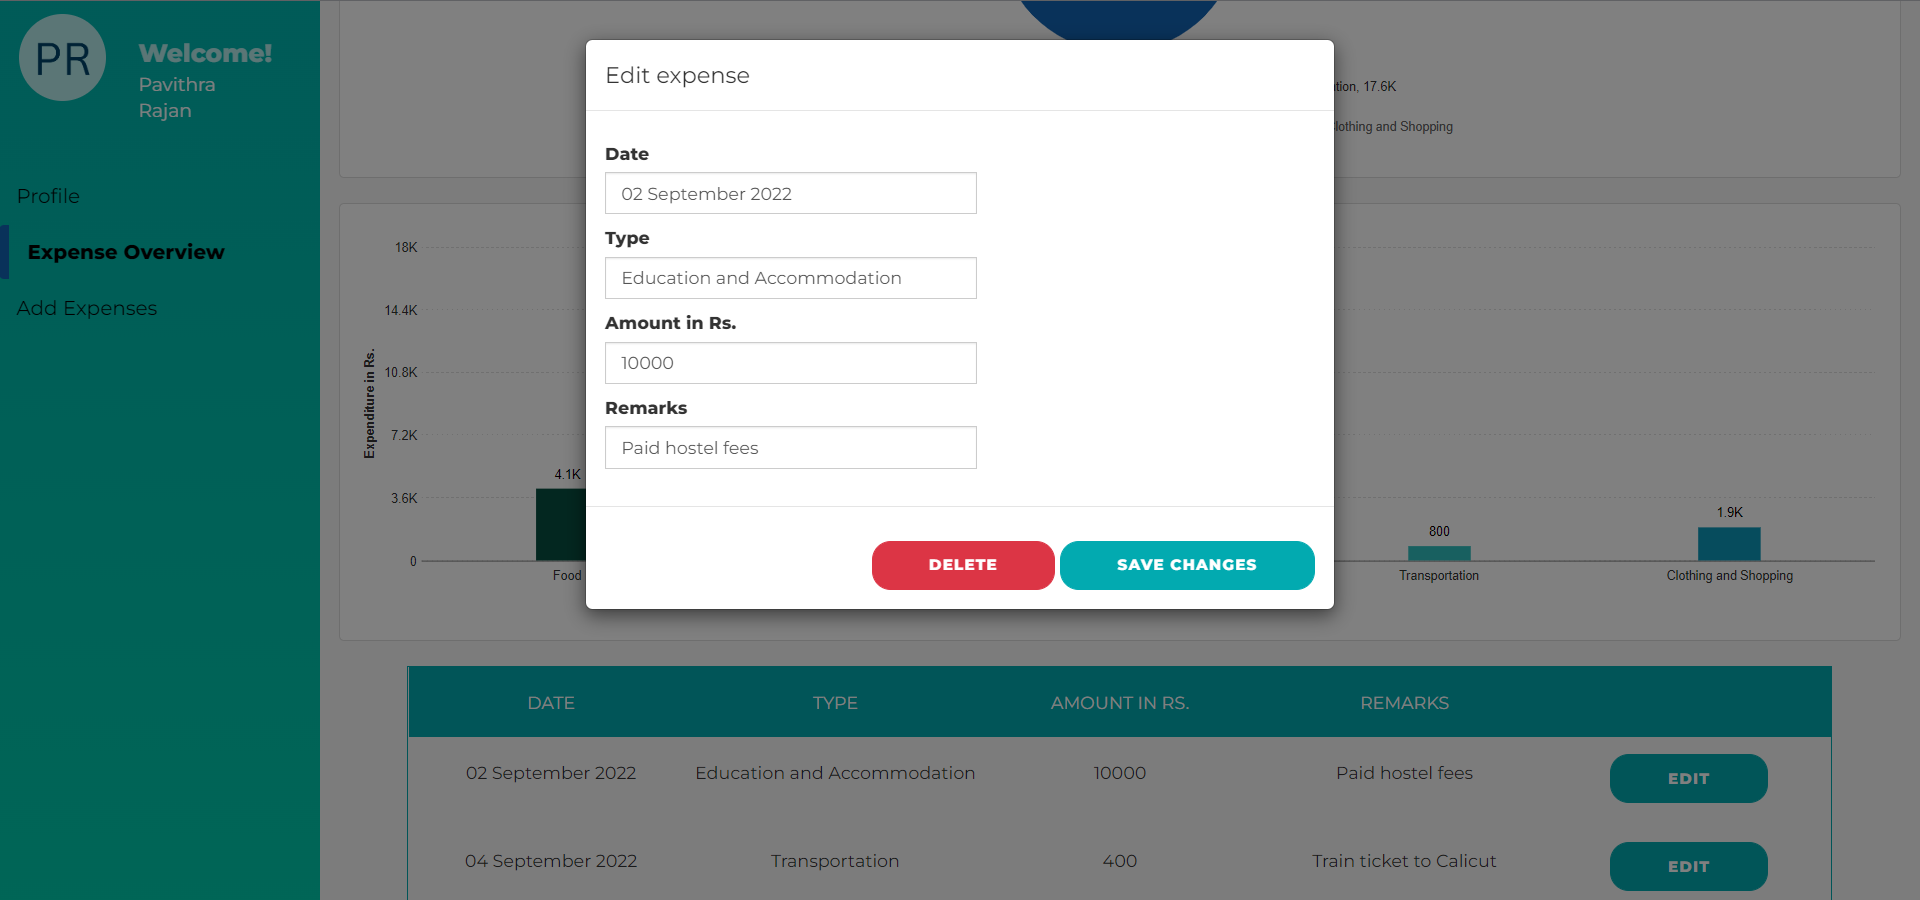 PR
Welcome!
Pavithra
Rajan
Profile
Expense Overview
Add Expenses
Edit expense
Date
02 September 2022
Type
Education and Accommodation
Amount in Rs.
10000
Remarks
Paid hostel fees
DELETE
SAVE CHANGES
17.6K
Clothing and Shopping
Expenditure in Rs.
18K
14.4K
10.8K
7.2K
3.6K
0
4.1K
Food
800
Transportation
1.9K
Clothing and Shopping
DATE TYPE AMOUNT IN RS. REMARKS
02 September 2022 Education and Accommodation 10000 Paid hostel fees EDIT
04 September 2022 Transportation 400 Train ticket to Calicut EDIT